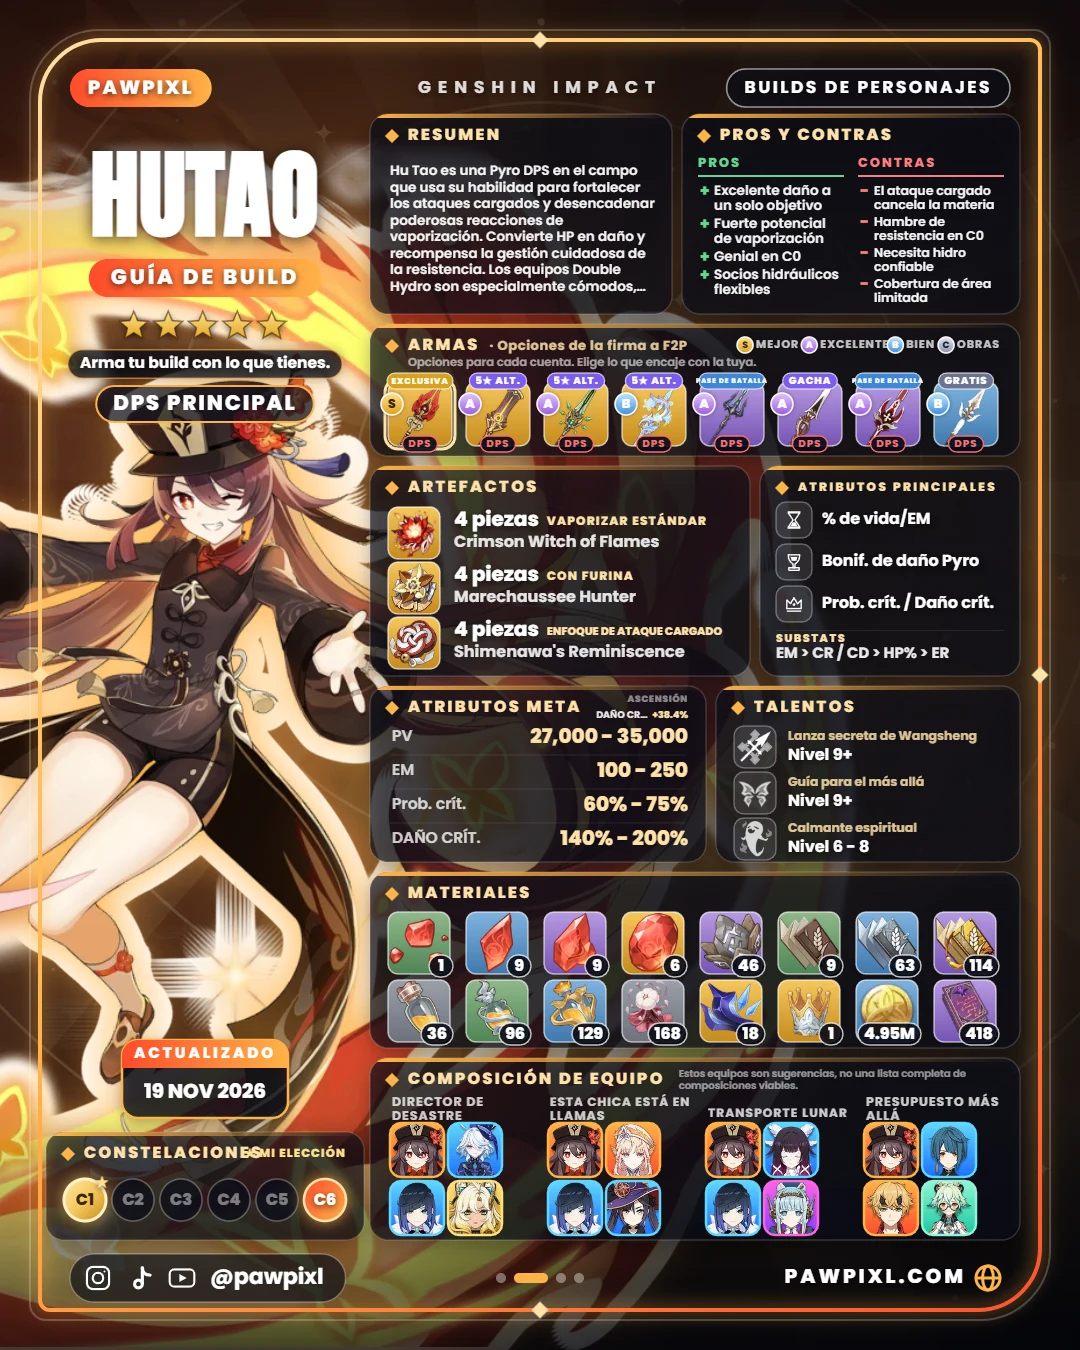 PAWPIXL
GENSHIN IMPACT
BUILDS DE PERSONAJES
HUTAO
GUÍA DE BUILD
Arma tu build con lo que tienes.
DPS PRINCIPAL
RESUMEN
Hu Tao es una Pyro DPS en el campo
que usa su habilidad para fortalecer
los ataques cargados y desencadenar
poderosas reacciones de
vaporización. Convierte HP en daño y
recompensa la gestión cuidadosa de
la resistencia. Los equipos Double
Hydro son especialmente cómodos,...
PROS Y CONTRAS
PROS
+ Excelente daño a
un solo objetivo
+ Fuerte potencial
de vaporización
+ Genial en C0
+ Socios hidráulicos
flexibles
CONTRAS
– El ataque cargado
cancela la materia
– Hambre de
resistencia en C0
– Necesita hidro
confiable
– Cobertura de área
limitada
ARMAS · Opciones de la firma a F2P
S MEJOR A EXCELENTE B BIEN C OBRAS
Opciones para cada cuenta. Elige lo que encaje con la tuya.
EXCLUSIVA 5★ ALT. 5★ ALT. 5★ ALT. PASE DE BATALLA GACHA PASE DE BATALLA GRATIS
S A A B A A A B
DPS DPS DPS DPS DPS DPS DPS DPS
ARTEFACTOS
4 piezas VAPORIZAR ESTÁNDAR
Crimson Witch of Flames
4 piezas CON FURINA
Marechaussee Hunter
4 piezas ENFOQUE DE ATAQUE CARGADO
Shimenawa's Reminiscence
ATRIBUTOS PRINCIPALES
% de vida/EM
Bonif. de daño Pyro
Prob. crít. / Daño crít.
SUBSTATS
EM > CR / CD > HP% > ER
ATRIBUTOS META
ASCENSIÓN
DAÑO CR... +38.4%
PV 27,000 – 35,000
EM 100 – 250
Prob. crít. 60% – 75%
DAÑO CRÍT. 140% – 200%
TALENTOS
Lanza secreta de Wangsheng
Nivel 9+
Guía para el más allá
Nivel 9+
Calmante espiritual
Nivel 6 – 8
MATERIALES
1 9 9 6 46 9 63 114
36 96 129 168 18 1 4.95M 418
ACTUALIZADO
19 NOV 2026
CONSTELACIONES MI ELECCIÓN
C1 C2 C3 C4 C5 C6
COMPOSICIÓN DE EQUIPO
Estos equipos son sugerencias, no una lista completa de
composiciones viables.
DIRECTOR DE
DESASTRE
ESTA CHICA ESTÁ EN
LLAMAS
TRANSPORTE LUNAR
PRESUPUESTO MÁS
ALLÁ
@pawpixl
PAWPIXL.COM